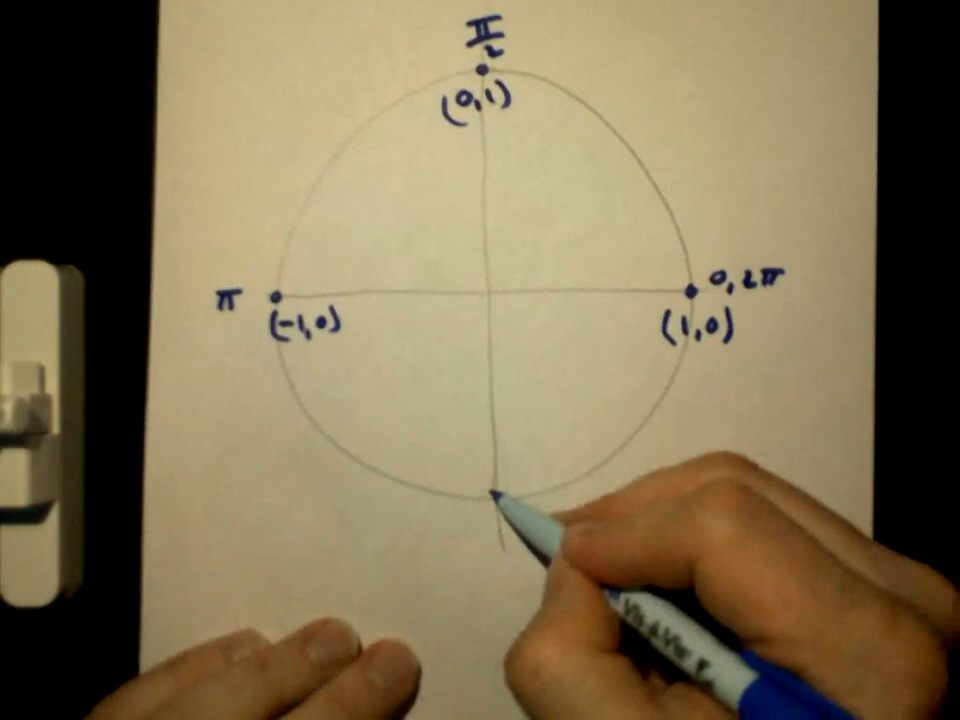 π
2
(0,1)
π
0, 2π
(-1,0)
(1,0)